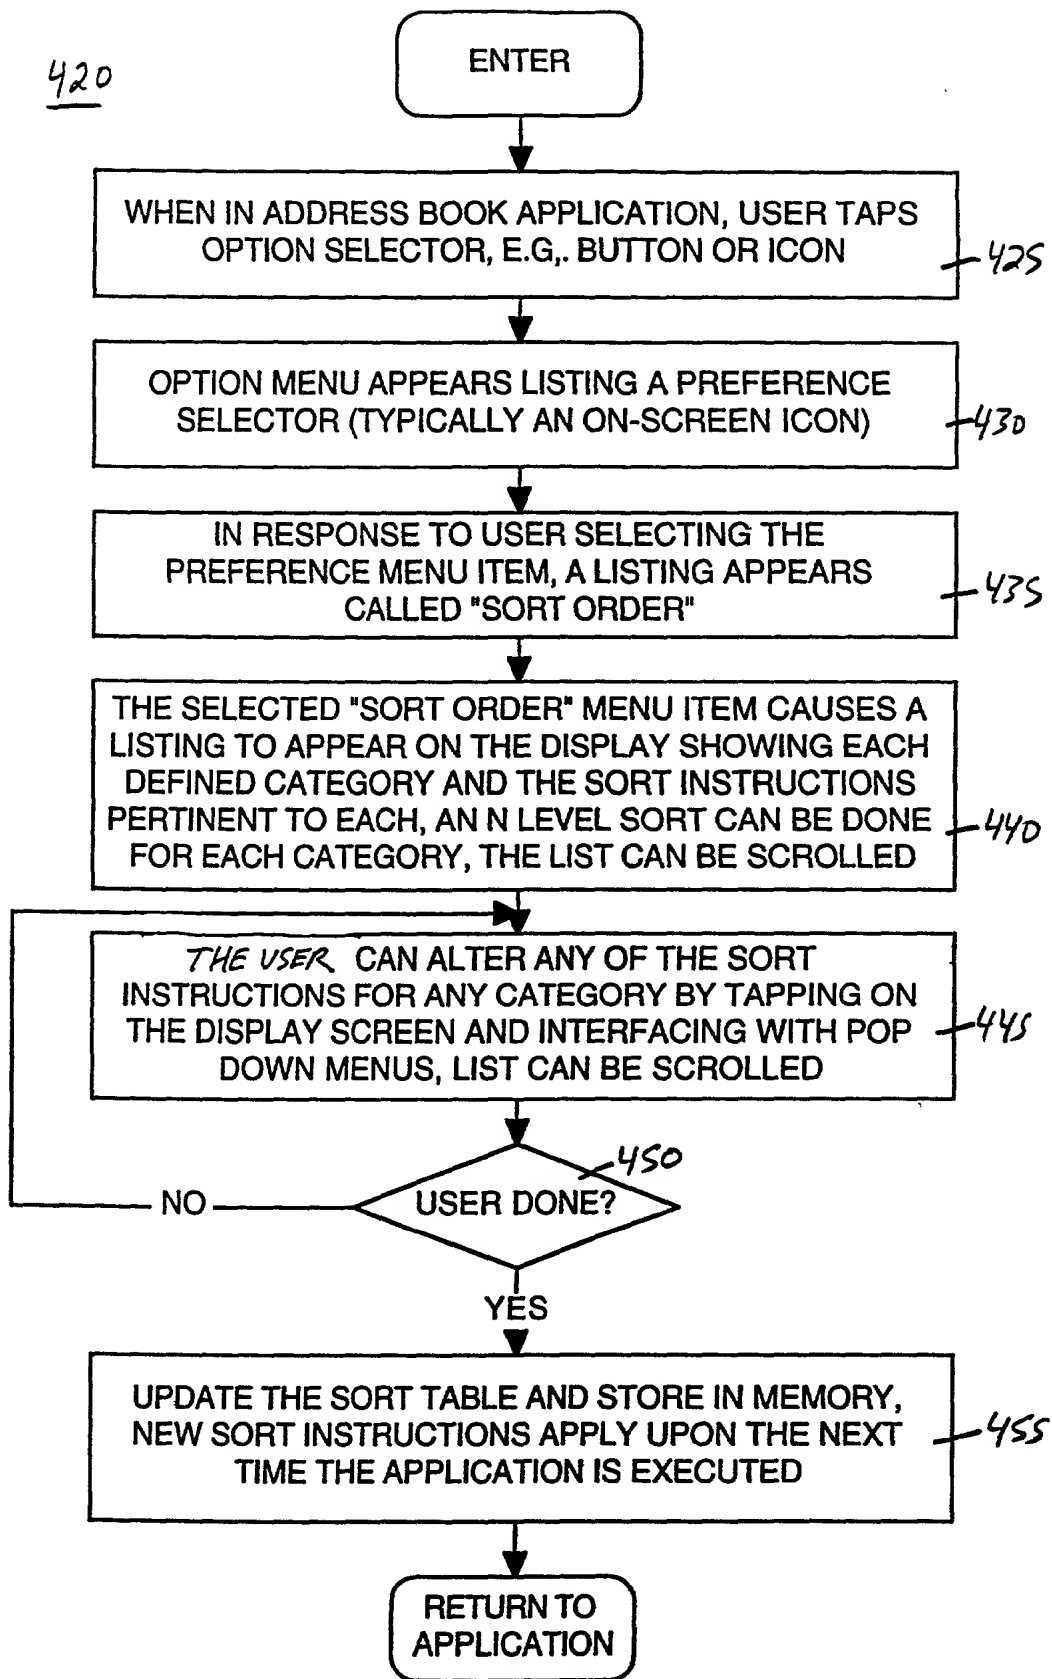 420
ENTER
WHEN IN ADDRESS BOOK APPLICATION, USER TAPS
OPTION SELECTOR, E.G,. BUTTON OR ICON
425
OPTION MENU APPEARS LISTING A PREFERENCE
SELECTOR (TYPICALLY AN ON-SCREEN ICON)
430
IN RESPONSE TO USER SELECTING THE
PREFERENCE MENU ITEM, A LISTING APPEARS
CALLED "SORT ORDER"
435
THE SELECTED "SORT ORDER" MENU ITEM CAUSES A
LISTING TO APPEAR ON THE DISPLAY SHOWING EACH
DEFINED CATEGORY AND THE SORT INSTRUCTIONS
PERTINENT TO EACH, AN N LEVEL SORT CAN BE DONE
FOR EACH CATEGORY, THE LIST CAN BE SCROLLED
440
THE USER CAN ALTER ANY OF THE SORT
INSTRUCTIONS FOR ANY CATEGORY BY TAPPING ON
THE DISPLAY SCREEN AND INTERFACING WITH POP
DOWN MENUS, LIST CAN BE SCROLLED
445
450
USER DONE?
NO
YES
UPDATE THE SORT TABLE AND STORE IN MEMORY,
NEW SORT INSTRUCTIONS APPLY UPON THE NEXT
TIME THE APPLICATION IS EXECUTED
455
RETURN TO
APPLICATION